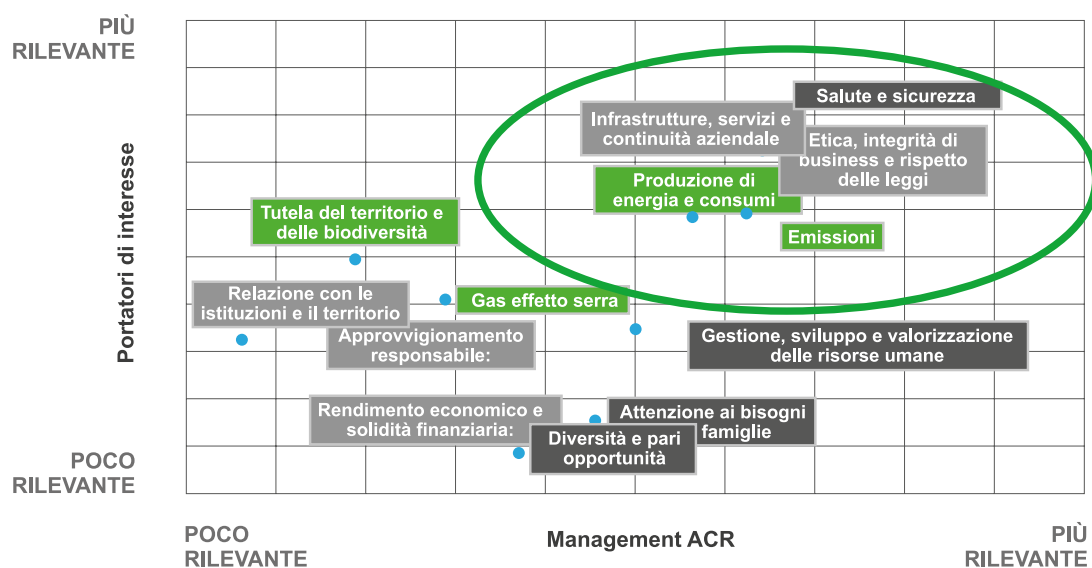 PIÙ
RILEVANTE
Salute e sicurezza
Infrastrutture, servizi e
continuità aziendale
Etica, integrità di
business e rispetto
delle leggi
Produzione di
energia e consumi
Emissioni
Tutela del territorio e
delle biodiversità
Portatori di interesse
Relazione con le
istituzioni e il territorio
Gas effetto serra
Approvvigionamento
responsabile:
Gestione, sviluppo e valorizzazione
delle risorse umane
Rendimento economico e
solidità finanziaria:
Attenzione ai bisogni
famiglie
Diversità e pari
opportunità
POCO
RILEVANTE
POCO
RILEVANTE
Management ACR
PIÙ
RILEVANTE